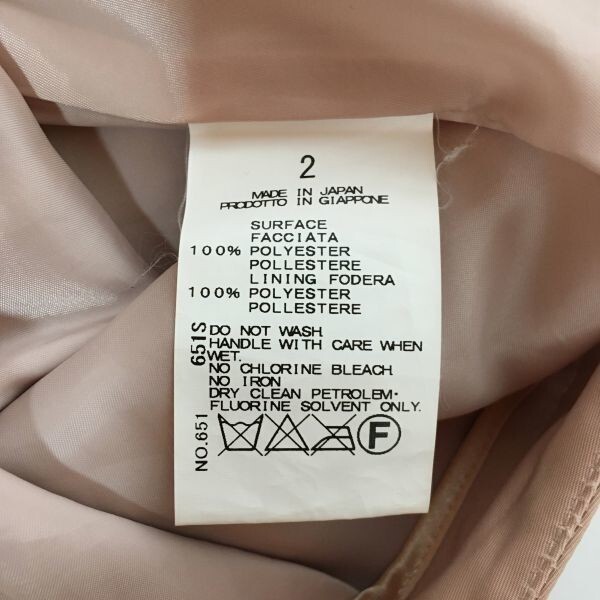 2
MADE IN JAPAN
PRODOTTO IN GIAPPONE
SURFACE
FACCIATA
100% POLYESTER
POLLESTERE
LINING FODERA
100% POLYESTER
POLLESTERE
DO NOT WASH
HANDLE WITH CARE WHEN
WET.
NO CHLORINE BLEACH
NO IRON
DRY CLEAN PETROLEM·
FLUORINE SOLVENT ONLY.
F
NO.651 651S